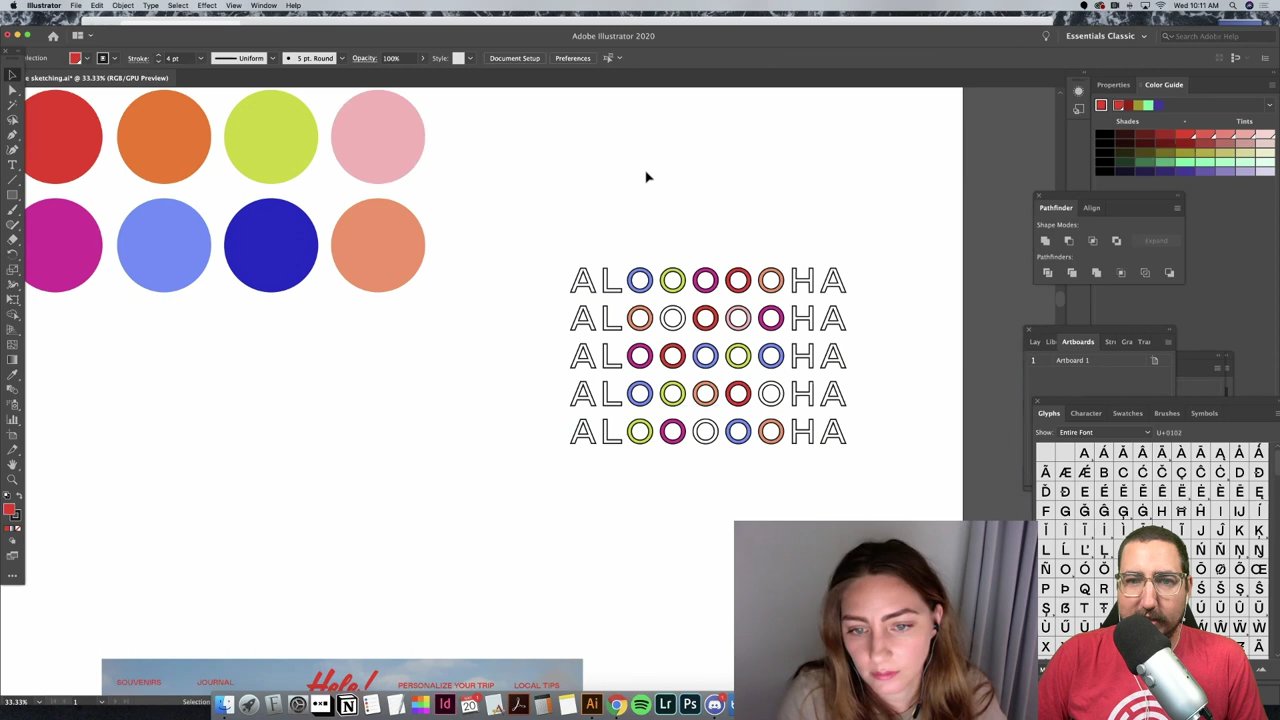 Illustrator File Edit Object Type Select Effect View Window Help Wed 10:11 AM
Adobe Illustrator 2020 Essentials Classic Search Adobe Help
election Stroke: 4 pt Uniform 5 pt. Round Opacity: 100% Style: Document Setup Preferences
e sketching.ai* @ 33.33% (RGB/GPU Preview)
Properties Color Guide
Shades Tints
Pathfinder Align
Shape Modes:
Expand
Pathfinders:
ALOOOOOHA
ALOOOOOHA
ALOOOOOHA
ALOOOOOHA
ALOOOOOHA
Lay Lib Artboards Str Gra Tra
1 Artboard 1
Glyphs Character Swatches Brushes Symbols
Show: Entire Font U+0102
SOUVENIRS JOURNAL Hele! PERSONALIZE YOUR TRIP LOCAL TIPS
33.33% 1 Selection